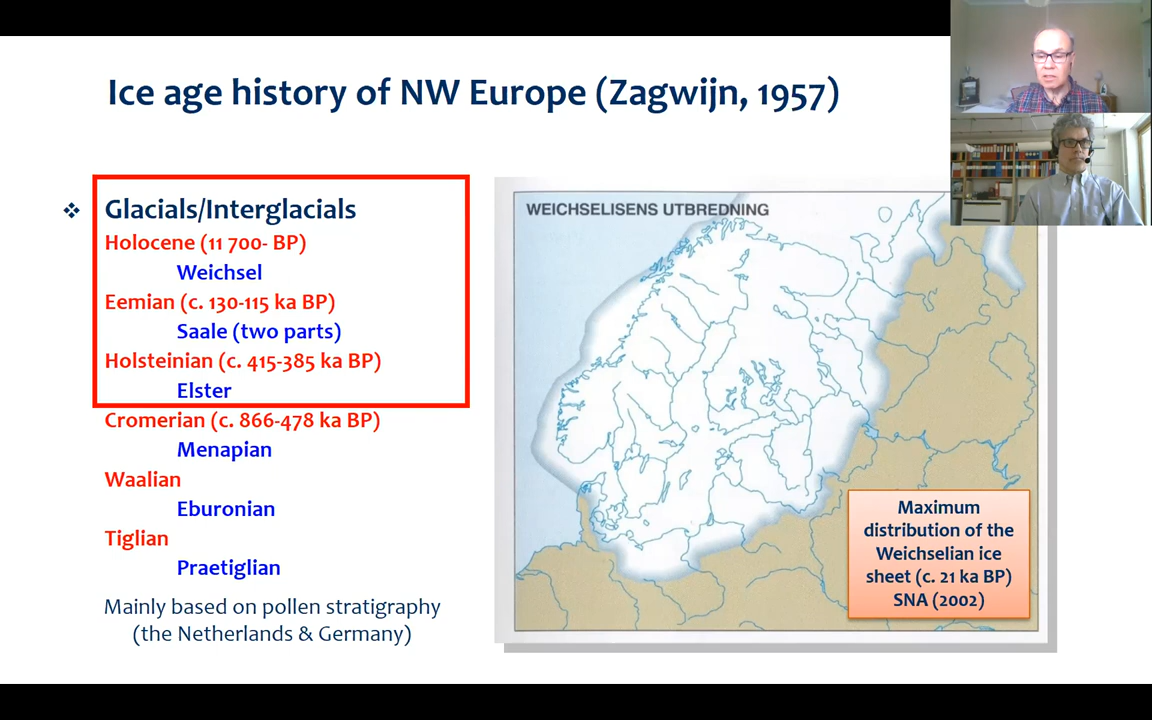 Ice age history of NW Europe (Zagwijn, 1957)
❖ Glacials/Interglacials
Holocene (11 700- BP)
Weichsel
Eemian (c. 130-115 ka BP)
Saale (two parts)
Holsteinian (c. 415-385 ka BP)
Elster
Cromerian (c. 866-478 ka BP)
Menapian
Waalian
Eburonian
Tiglian
Praetiglian
Mainly based on pollen stratigraphy
(the Netherlands & Germany)
WEICHSELISENS UTBREDNING
Maximum
distribution of the
Weichselian ice
sheet (c. 21 ka BP)
SNA (2002)